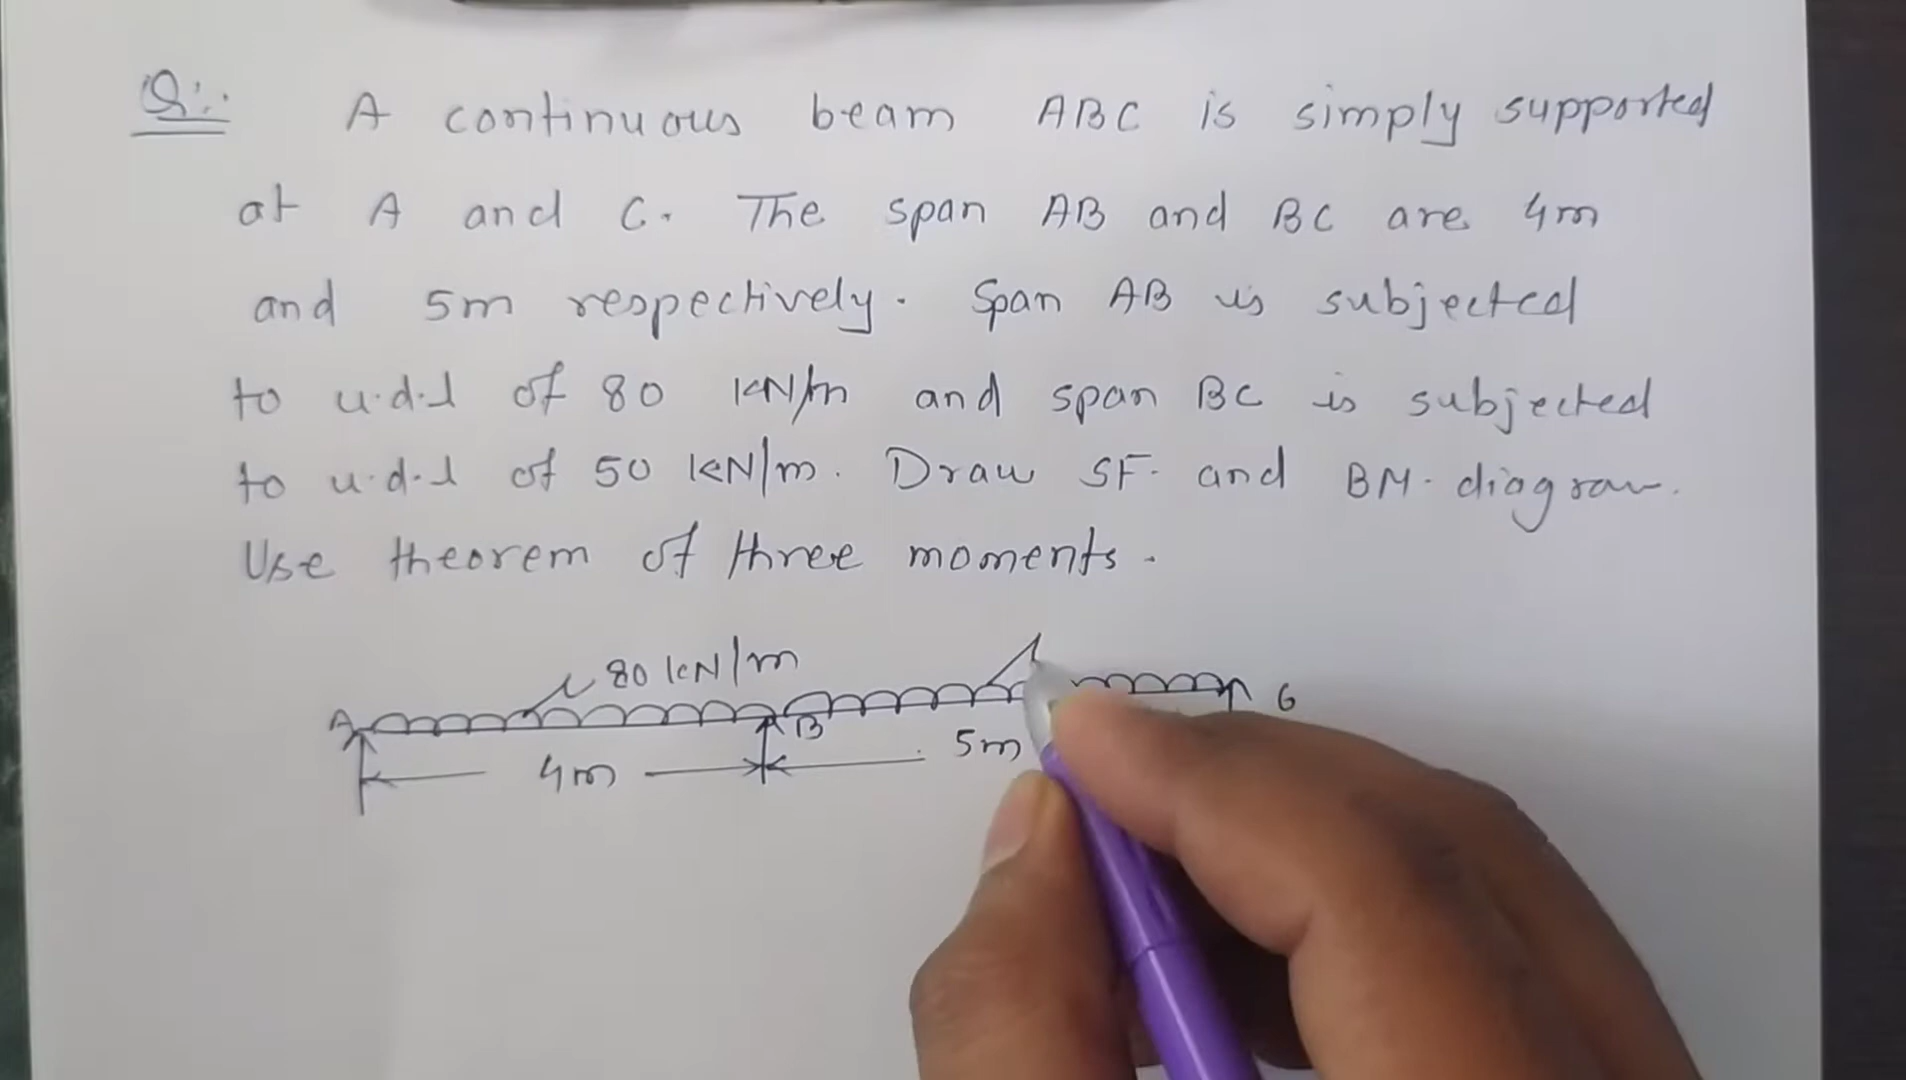 Q:- A continuous beam ABC is simply supported
at A and C. The span AB and BC are 4m
and 5m respectively. Span AB is subjected
to u.d.l of 80 kN/m and span BC is subjected
to u.d.l of 50 kN/m. Draw SF. and BM. diagram.
Use theorem of three moments.
80 kN/m
A B C
4m 5m